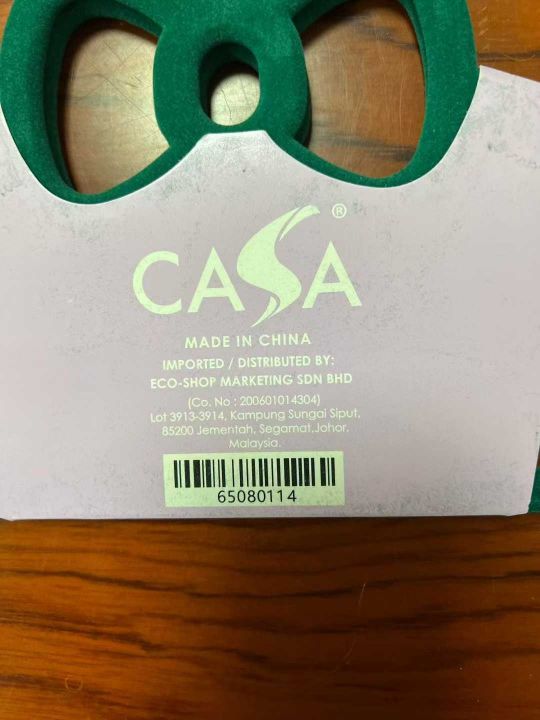 CASA®
MADE IN CHINA
IMPORTED / DISTRIBUTED BY:
ECO-SHOP MARKETING SDN BHD
(Co. No : 200601014304)
Lot 3913-3914, Kampung Sungai Siput,
85200 Jementah, Segamat,Johor.
Malaysia.
65080114